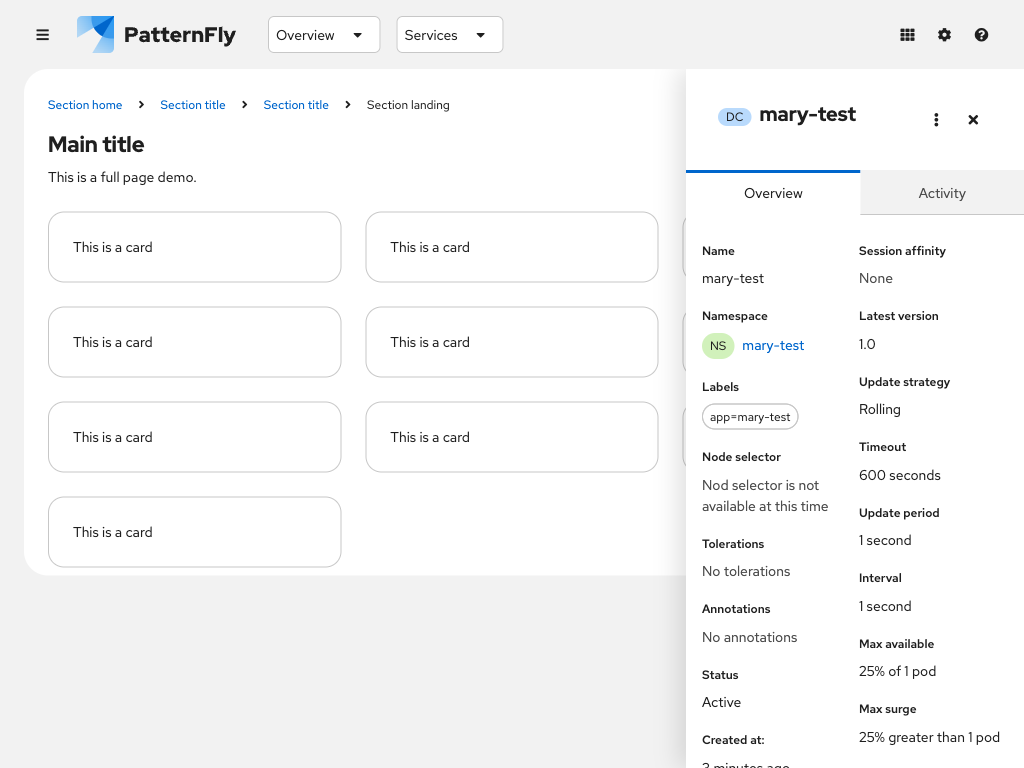 PatternFly
Overview
Services
Section home
Section title
Section title
Section landing
Main title
This is a full page demo.
This is a card
This is a card
This is a card
This is a card
This is a card
This is a card
This is a card
DC
mary-test
Overview
Activity
Name
mary-test
Namespace
NS
mary-test
Labels
app=mary-test
Node selector
Nod selector is not
available at this time
Tolerations
No tolerations
Annotations
No annotations
Status
Active
Created at:
Session affinity
None
Latest version
1.0
Update strategy
Rolling
Timeout
600 seconds
Update period
1 second
Interval
1 second
Max available
25% of 1 pod
Max surge
25% greater than 1 pod